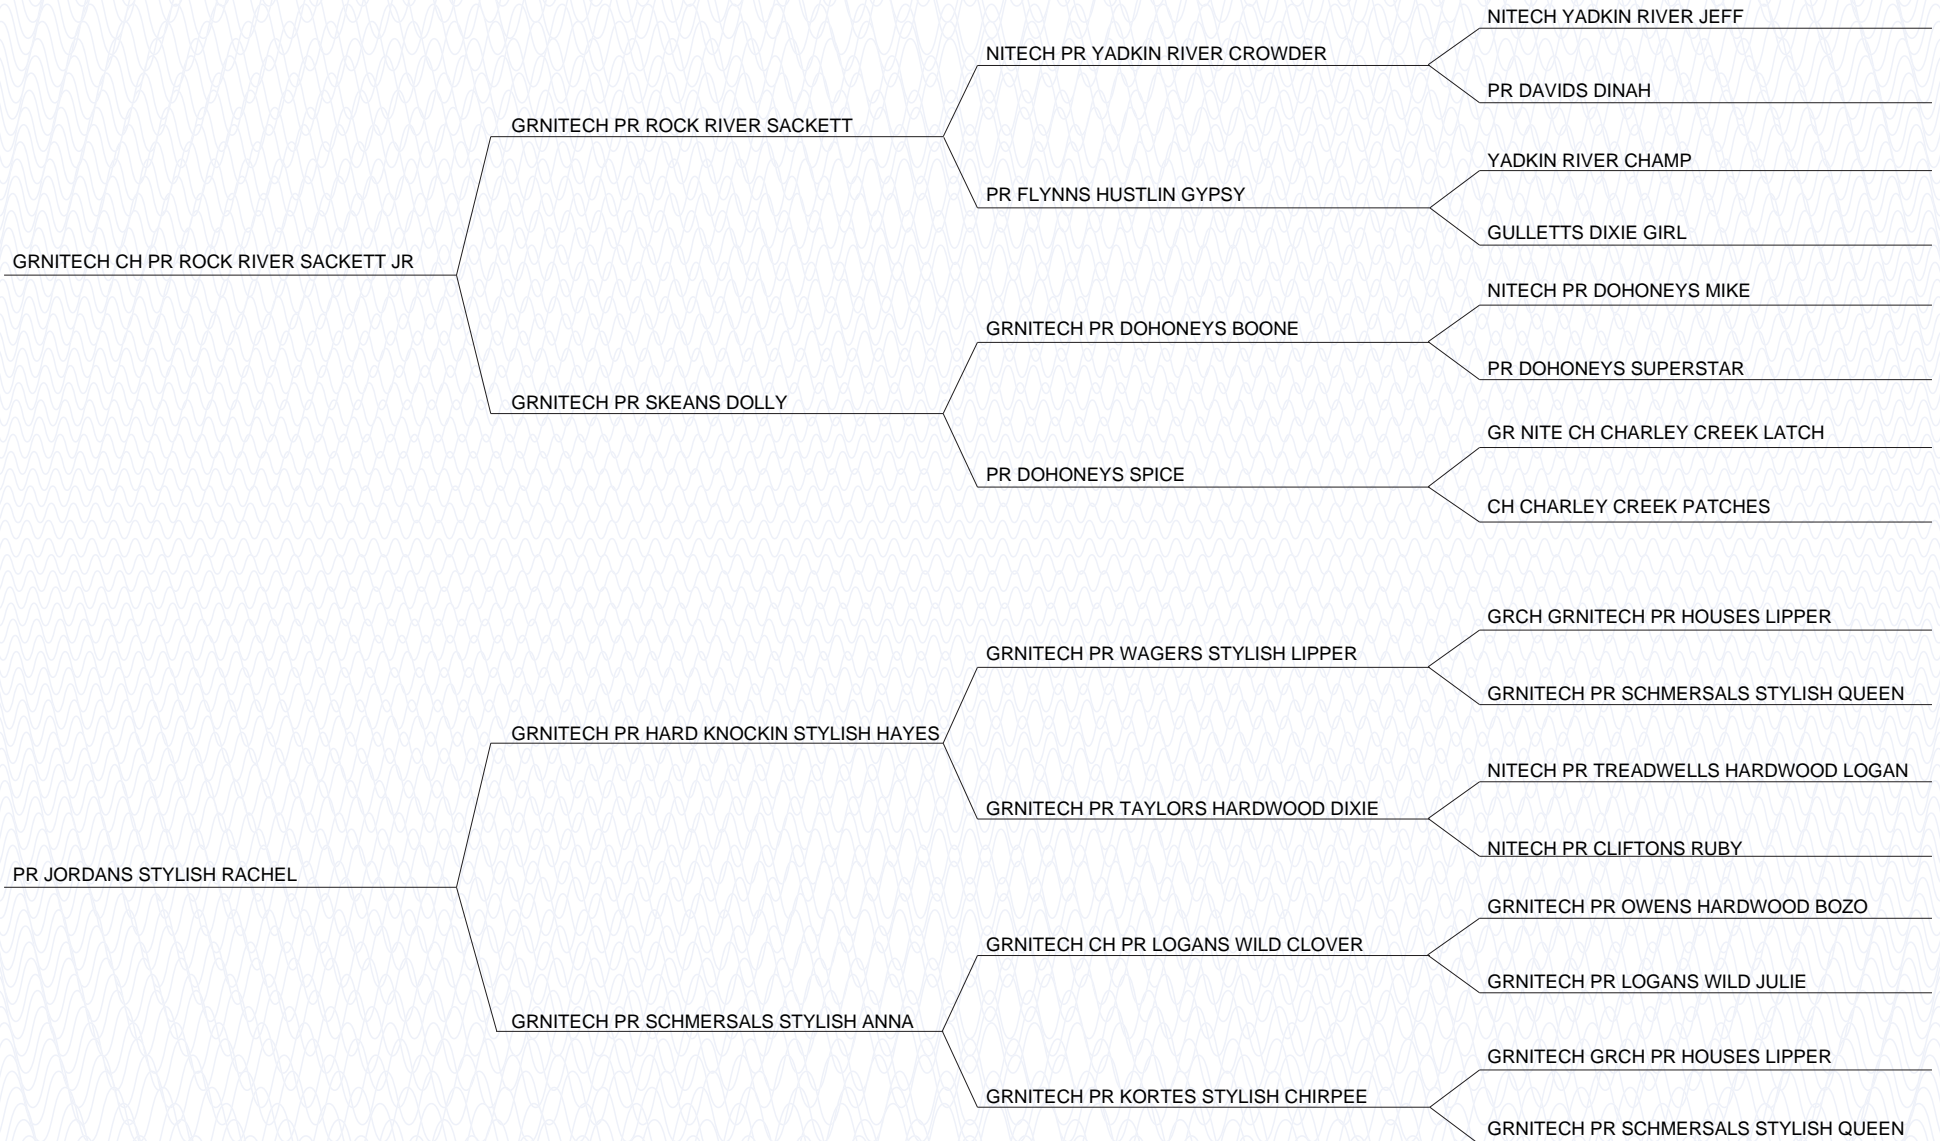 NITECH YADKIN RIVER JEFF
NITECH PR YADKIN RIVER CROWDER
PR DAVIDS DINAH
GRNITECH PR ROCK RIVER SACKETT
YADKIN RIVER CHAMP
PR FLYNNS HUSTLIN GYPSY
GULLETTS DIXIE GIRL
GRNITECH CH PR ROCK RIVER SACKETT JR
NITECH PR DOHONEYS MIKE
GRNITECH PR DOHONEYS BOONE
PR DOHONEYS SUPERSTAR
GRNITECH PR SKEANS DOLLY
GR NITE CH CHARLEY CREEK LATCH
PR DOHONEYS SPICE
CH CHARLEY CREEK PATCHES
GRCH GRNITECH PR HOUSES LIPPER
GRNITECH PR WAGERS STYLISH LIPPER
GRNITECH PR SCHMERSALS STYLISH QUEEN
GRNITECH PR HARD KNOCKIN STYLISH HAYES
NITECH PR TREADWELLS HARDWOOD LOGAN
GRNITECH PR TAYLORS HARDWOOD DIXIE
NITECH PR CLIFTONS RUBY
PR JORDANS STYLISH RACHEL
GRNITECH PR OWENS HARDWOOD BOZO
GRNITECH CH PR LOGANS WILD CLOVER
GRNITECH PR LOGANS WILD JULIE
GRNITECH PR SCHMERSALS STYLISH ANNA
GRNITECH GRCH PR HOUSES LIPPER
GRNITECH PR KORTES STYLISH CHIRPEE
GRNITECH PR SCHMERSALS STYLISH QUEEN